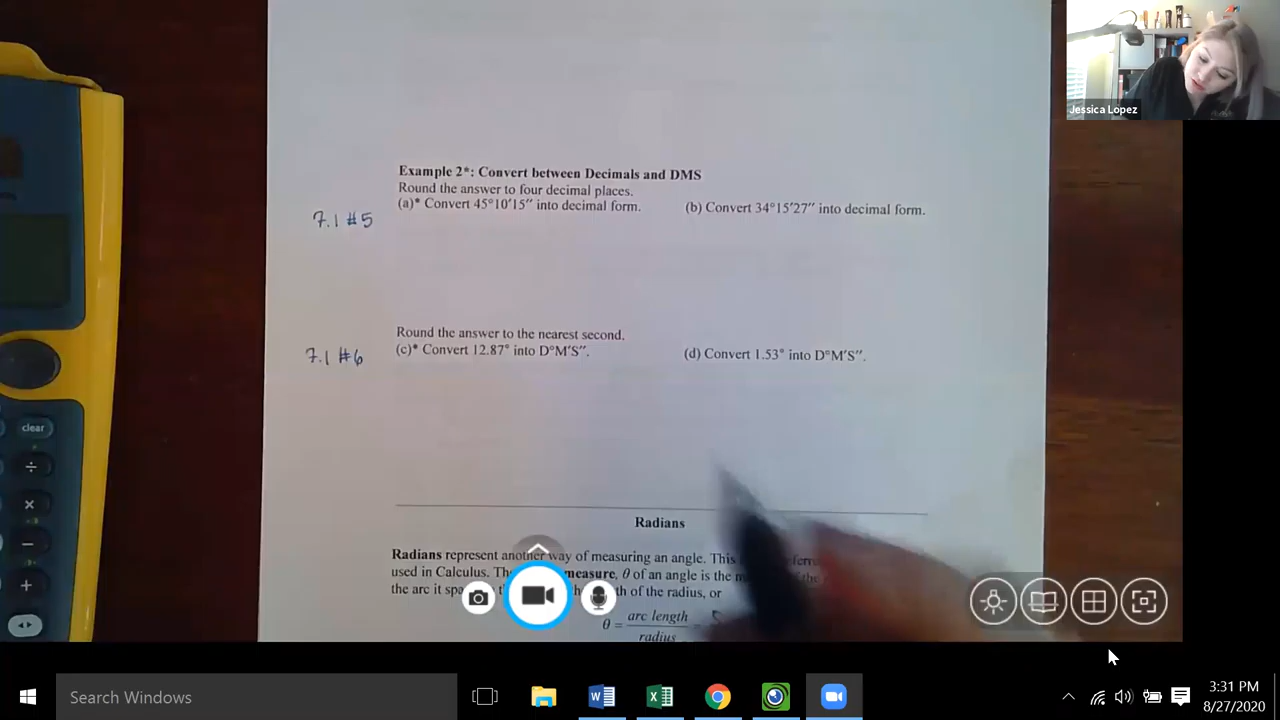 Jessica Lopez
Example 2*: Convert between Decimals and DMS
Round the answer to four decimal places.
(a)* Convert 45°10′15″ into decimal form.
(b) Convert 34°15′27″ into decimal form.
7.1 #5
Round the answer to the nearest second.
(c)* Convert 12.87° into D°M′S″.
(d) Convert 1.53° into D°M′S″.
7.1 #6
clear
÷
×
−
+
Radians
Radians represent another way of measuring an angle. This
used in Calculus. measure, θ of an angle is the
the arc it of the radius, or
θ = arc length
radius
=
Search Windows
3:31 PM
8/27/2020